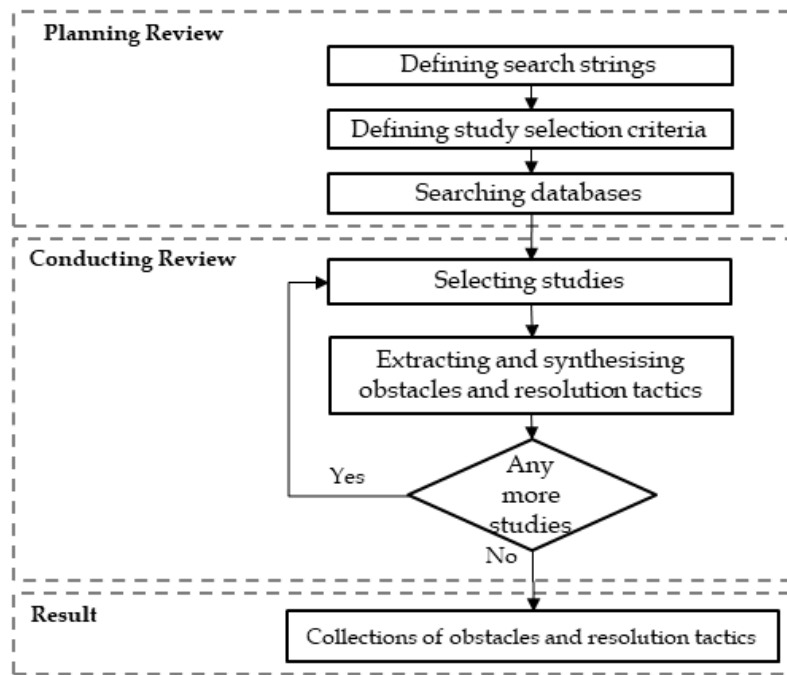 Planning Review
Defining search strings
Defining study selection criteria
Searching databases
Conducting Review
Selecting studies
Extracting and synthesising
obstacles and resolution tactics
Any
more
studies
Yes
No
Result
Collections of obstacles and resolution tactics